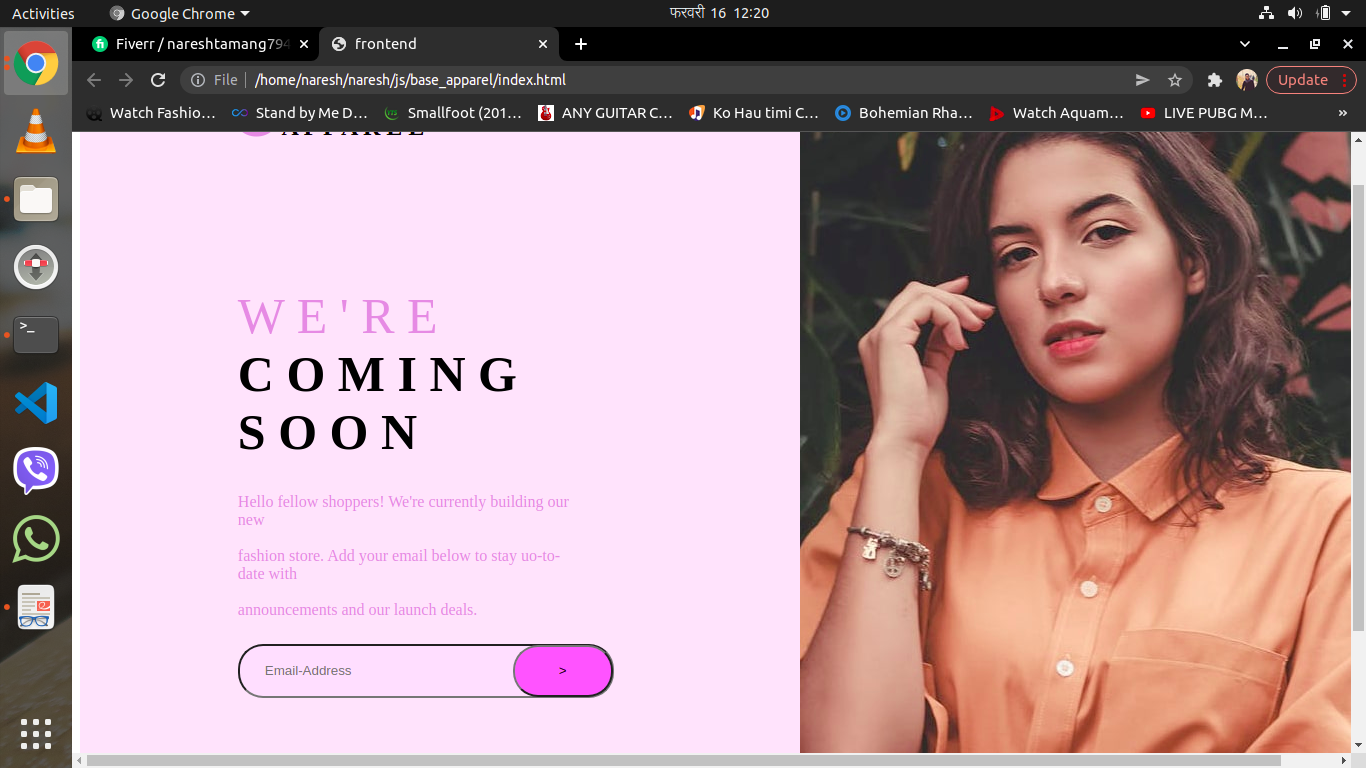 Activities
Google Chrome
फरवरी 16 12:20
Fiverr / nareshtamang794
frontend
File
/home/naresh/naresh/js/base_apparel/index.html
Update
Watch Fashio…
Stand by Me D…
Smallfoot (201…
ANY GUITAR C…
Ko Hau timi C…
Bohemian Rha…
Watch Aquam…
LIVE PUBG M…
»
APPAREL
WE'RE
COMING
SOON
Hello fellow shoppers! We're currently building our
new
fashion store. Add your email below to stay uo-to-
date with
announcements and our launch deals.
Email-Address
>